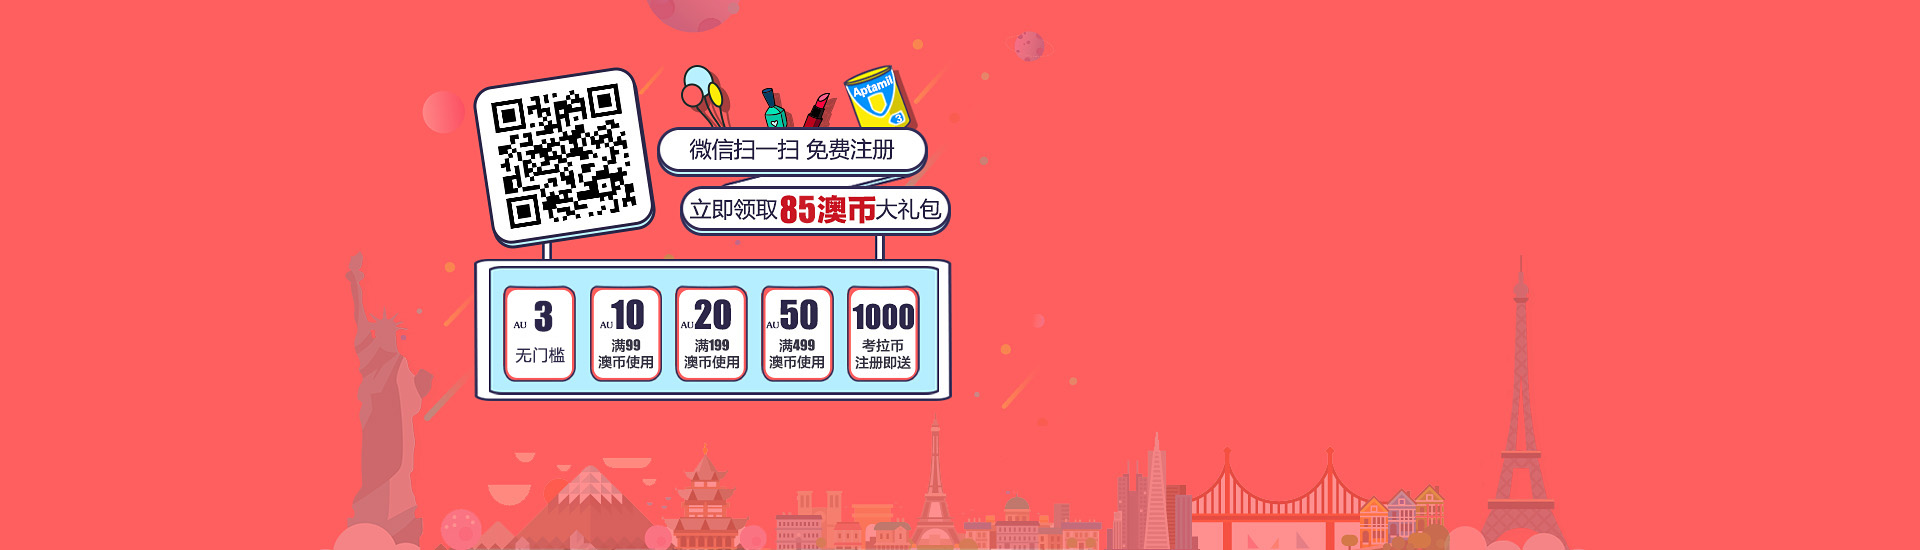 Aptamil
3
微信扫一扫 免费注册
立即领取85澳币大礼包
AU 3
无门槛
AU 10
满99
澳币使用
AU 20
满199
澳币使用
AU 50
满499
澳币使用
1000
考拉币
注册即送